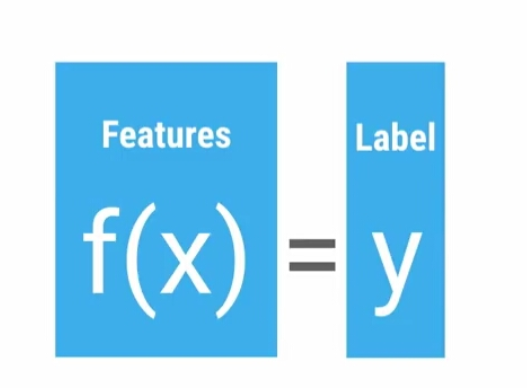 Features
Label
f(x) = y